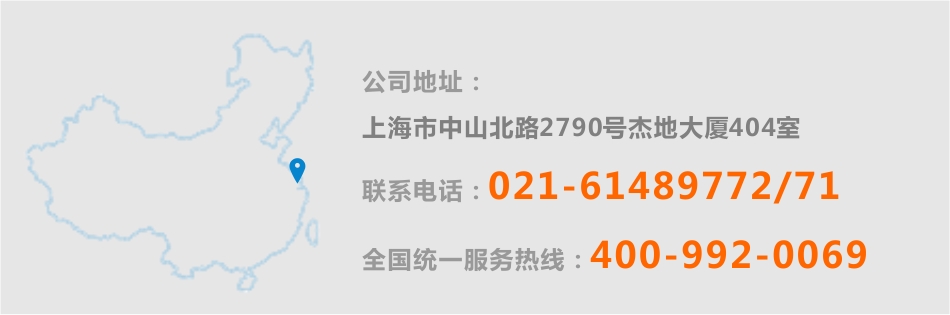 公司地址：
上海市中山北路2790号杰地大厦404室
联系电话：021-61489772/71
全国统一服务热线：400-992-0069